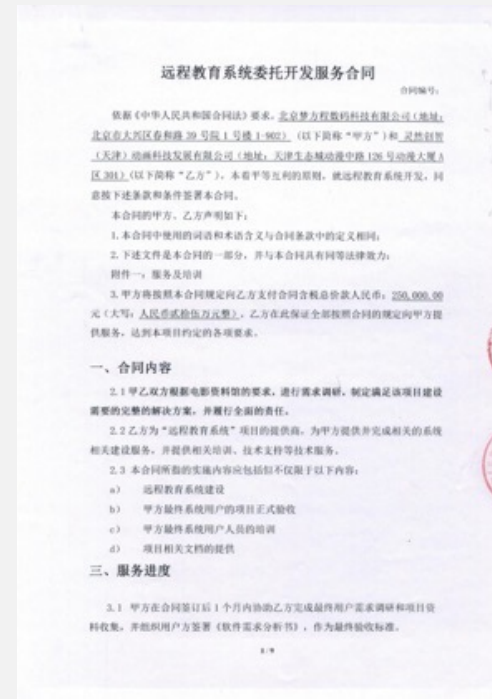 远程教育系统委托开发服务合同
合同编号：
依据《中华人民共和国合同法》要求，北京梦方程数码科技有限公司（地址：
北京市大兴区春和路 39 号院 1 号楼 1-902）（以下简称“甲方”）和 灵然创智
（天津）动画科技发展有限公司（地址：天津生态城动漫中路 126 号动漫大厦 A
区 301）（以下简称“乙方”），本着平等互利的原则，就远程教育系统开发，同
意按下述条款和条件签署本合同。
本合同的甲方、乙方声明如下：
1.本合同中使用的词语和术语含义与合同条款中的定义相同；
2.下述文件是本合同的一部分，并与本合同具有同等法律效力：
附件一：服务及培训
3.甲方将按照本合同规定向乙方支付合同含税总价款人民币：250,000.00
元（大写：人民币贰拾伍万元整），乙方在此保证全部按照合同的规定向甲方提
供服务，达到本项目约定的各项要求。
一、合同内容
2.1 甲乙双方根据电影资料馆的要求，进行需求调研，制定满足该项目建设
需要的完整的解决方案，并履行全面的责任。
2.2 乙方为“远程教育系统”项目的提供商，为甲方提供并完成相关的系统
相关建设服务，并提供相关培训、技术支持等技术服务。
2.3 本合同所指的实施内容应包括但不仅限于以下内容：
a） 远程教育系统建设
b） 甲方最终系统用户的项目正式验收
c） 甲方最终系统用户人员的培训
d） 项目相关文档的提供
三、服务进度
3.1 甲方在合同签订后 1 个月内协助乙方完成最终用户需求调研和项目资
料收集，并组织用户方签署《软件需求分析书》，作为最终验收标准。